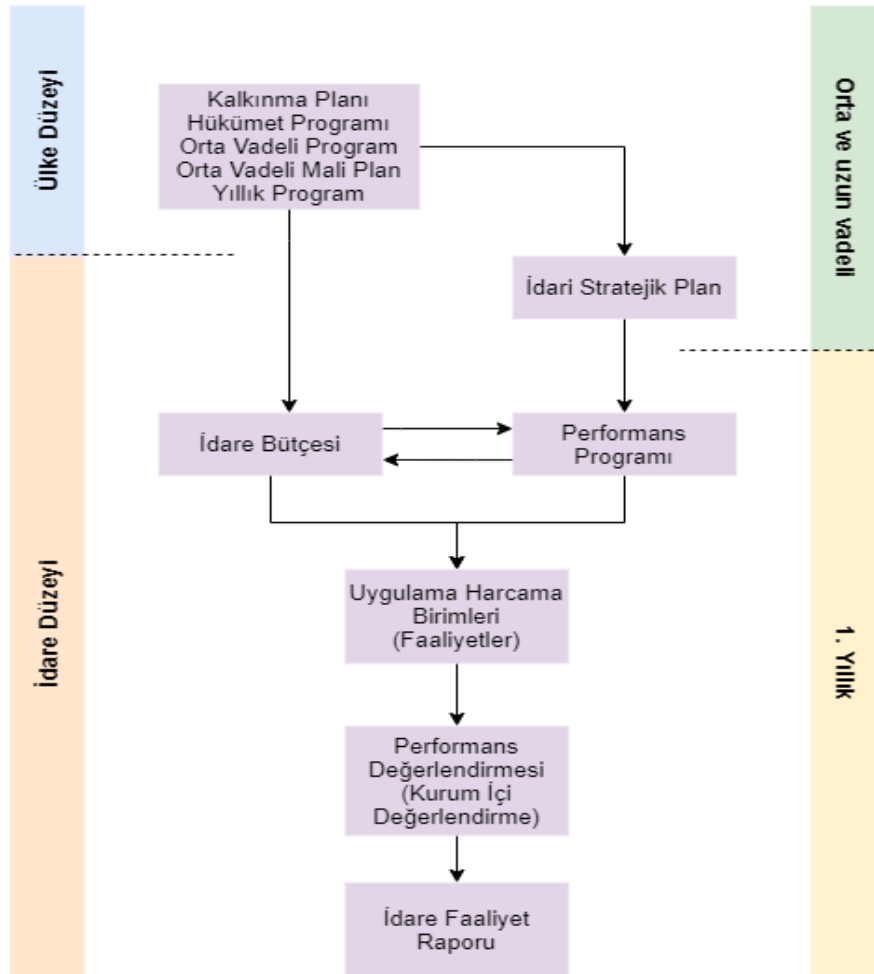 Ülke Düzeyi
Orta ve uzun vadeli
Kalkınma Planı
Hükümet Programı
Orta Vadeli Program
Orta Vadeli Mali Plan
Yıllık Program
İdari Stratejik Plan
İdare Düzeyi
1. Yıllık
İdare Bütçesi
Performans
Programı
Uygulama Harcama
Birimleri
(Faaliyetler)
Performans
Değerlendirmesi
(Kurum İçi
Değerlendirme)
İdare Faaliyet
Raporu